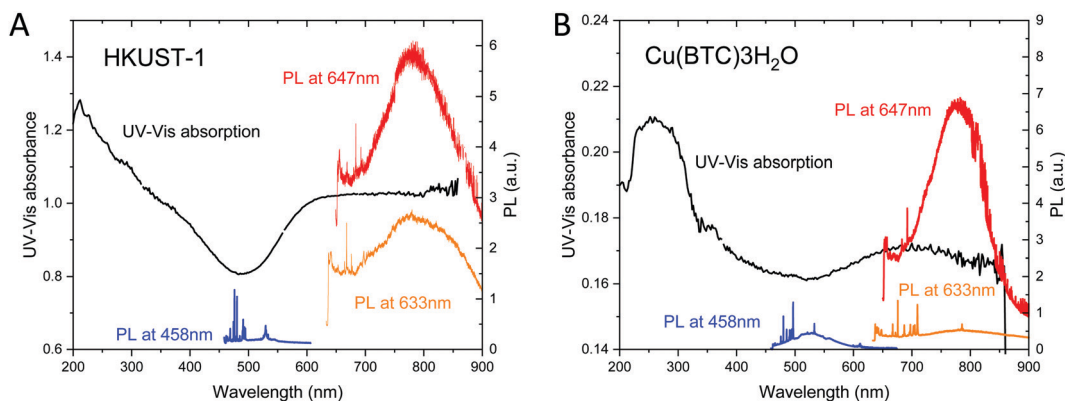 A
HKUST-1
PL at 647nm
UV-Vis absorption
PL at 633nm
PL at 458nm
UV-Vis absorbance
1.4
1.2
1.0
0.8
0.6
PL (a.u.)
6
5
4
3
2
1
0
200 300 400 500 600 700 800 900
Wavelength (nm)
B
Cu(BTC)3H₂O
PL at 647nm
UV-Vis absorption
PL at 633nm
PL at 458nm
UV-Vis absorbance
0.24
0.22
0.20
0.18
0.16
0.14
PL (a.u.)
9
8
7
6
5
4
3
2
1
0
200 300 400 500 600 700 800 900
Wavelength (nm)